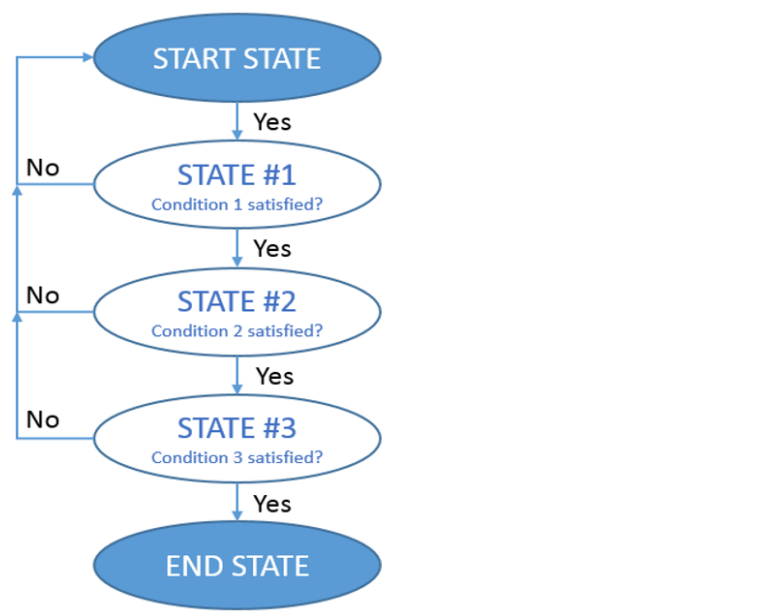 START STATE
Yes
No
STATE #1
Condition 1 satisfied?
Yes
No
STATE #2
Condition 2 satisfied?
Yes
No
STATE #3
Condition 3 satisfied?
Yes
END STATE